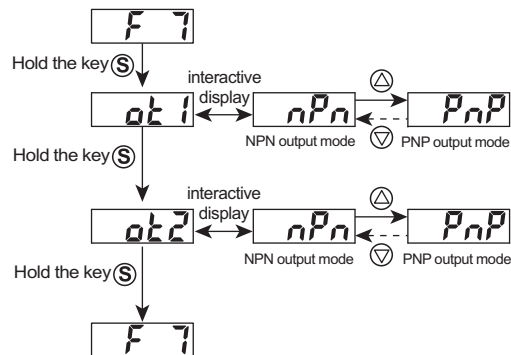 F 7
Hold the key Ⓢ
interactive
display
ot1
nPn
PnP
NPN output mode
PNP output mode
Hold the key Ⓢ
interactive
display
ot2
nPn
PnP
NPN output mode
PNP output mode
Hold the key Ⓢ
F 7